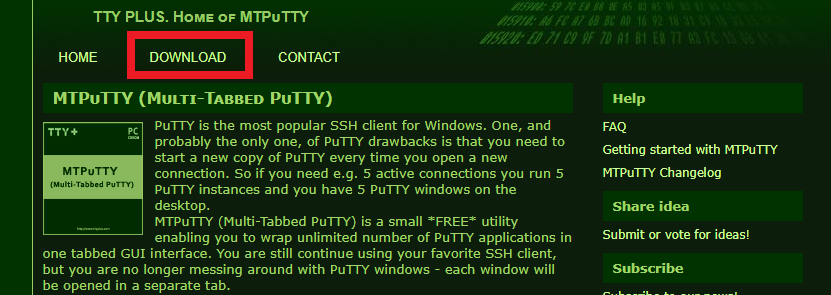 TTY PLUS. Home of MTPuTTY
HOME
DOWNLOAD
CONTACT
MTPuTTY (Multi-Tabbed PuTTY)
TTY+
PC
MTPuTTY
(Multi-Tabbed PuTTY)
PuTTY is the most popular SSH client for Windows. One, and
probably the only one, of PuTTY drawbacks is that you need to
start a new copy of PuTTY every time you open a new
connection. So if you need e.g. 5 active connections you run 5
PuTTY instances and you have 5 PuTTY windows on the
desktop.
MTPuTTY (Multi-Tabbed PuTTY) is a small *FREE* utility
enabling you to wrap unlimited number of PuTTY applications in
one tabbed GUI interface. You are still continue using your favorite SSH client,
but you are no longer messing around with PuTTY windows - each window will
be opened in a separate tab.
Help
FAQ
Getting started with MTPuTTY
MTPuTTY Changelog
Share idea
Submit or vote for ideas!
Subscribe
Subscribe to our news!